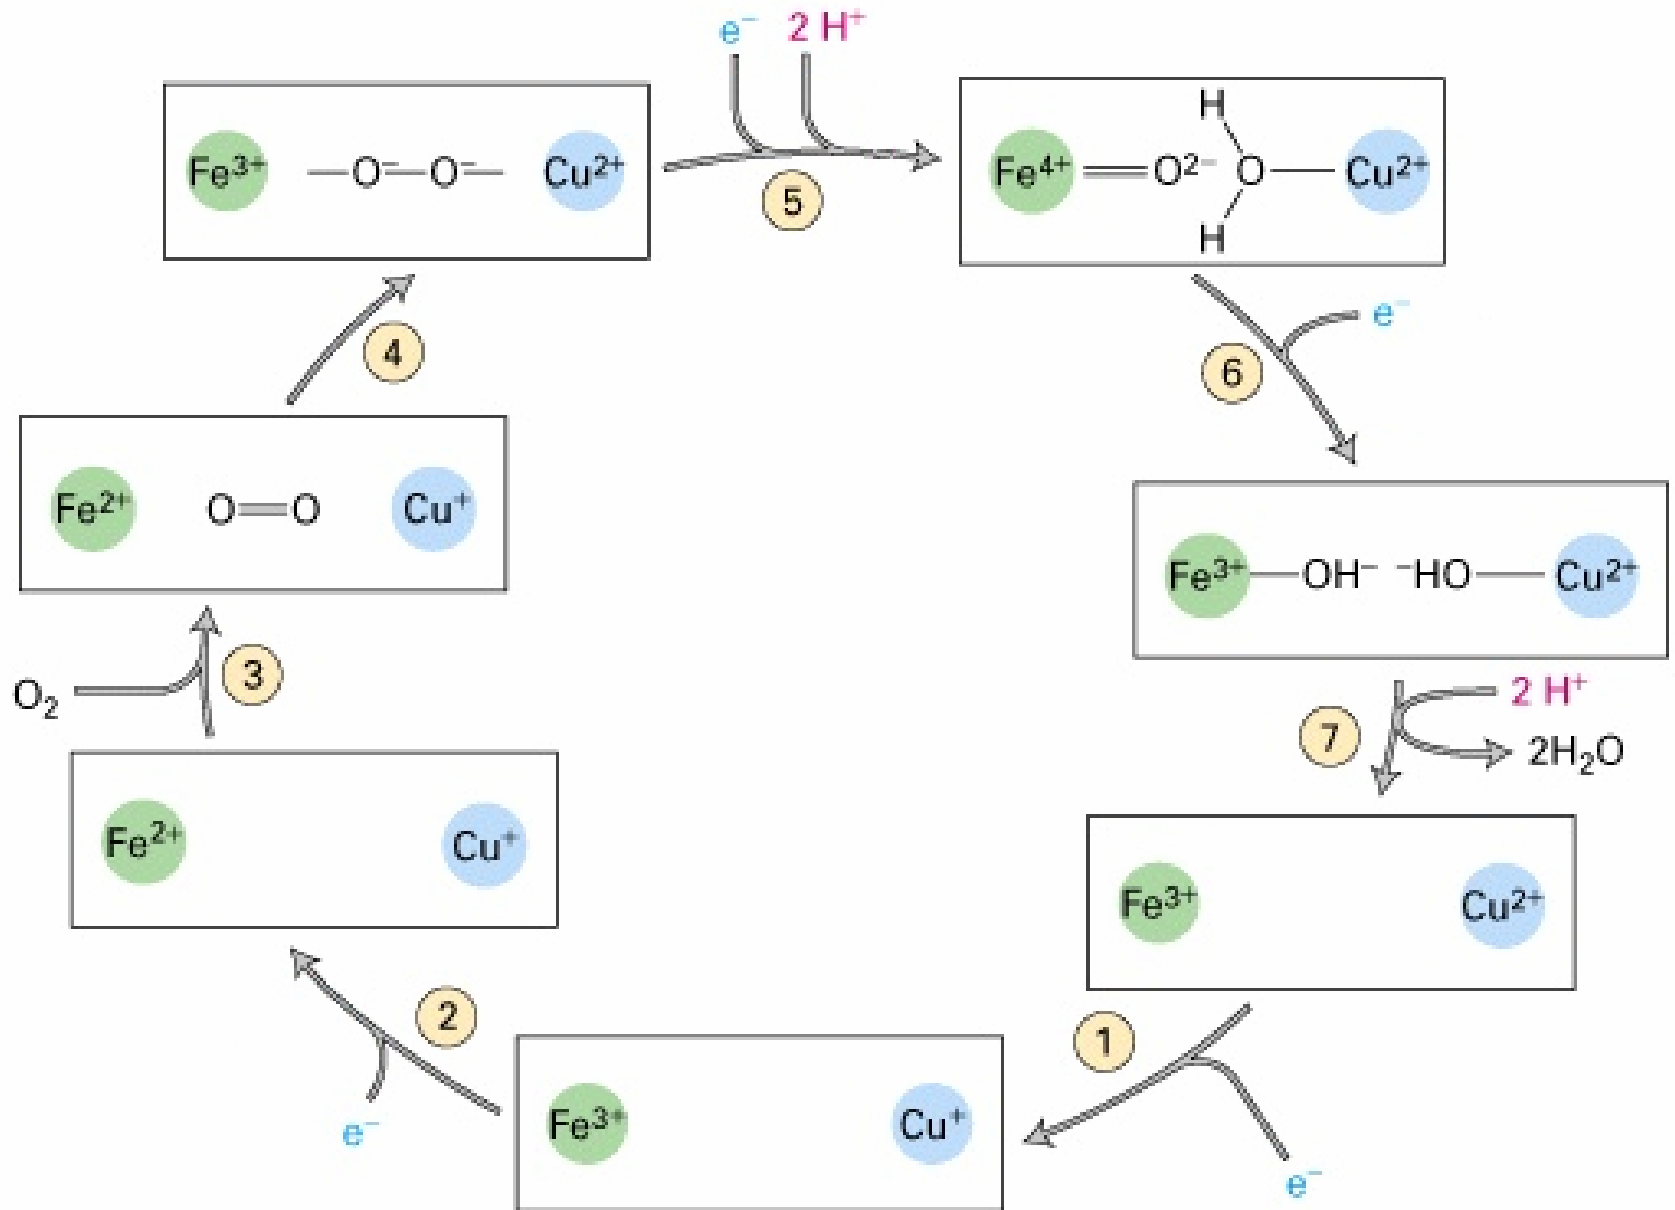 e⁻ 2 H⁺
Fe³⁺ —O⁻—O⁻— Cu²⁺
5
H
Fe⁴⁺ ═ O²⁻ O — Cu²⁺
H
4
6
e⁻
Fe²⁺ O═O Cu⁺
Fe³⁺—OH⁻ ⁻HO—Cu²⁺
O₂
3
7
2 H⁺
2H₂O
Fe²⁺ Cu⁺
Fe³⁺ Cu²⁺
2
e⁻
1
e⁻
Fe³⁺ Cu⁺